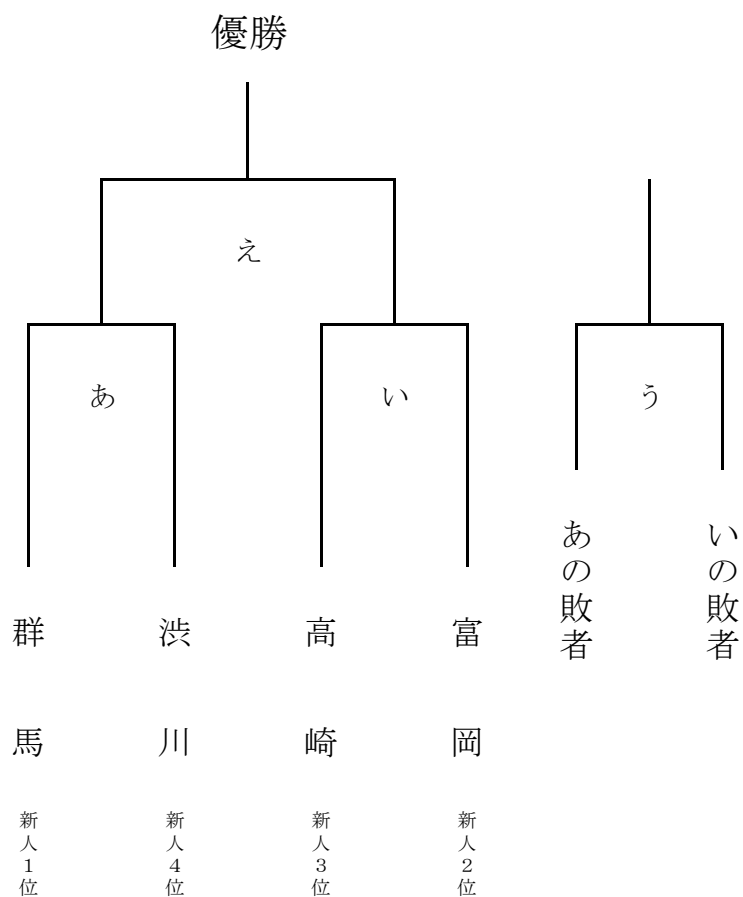 優勝
え
あ
い
う
あの敗者
いの敗者
群馬
渋川
高崎
富岡
新人1位
新人4位
新人3位
新人2位